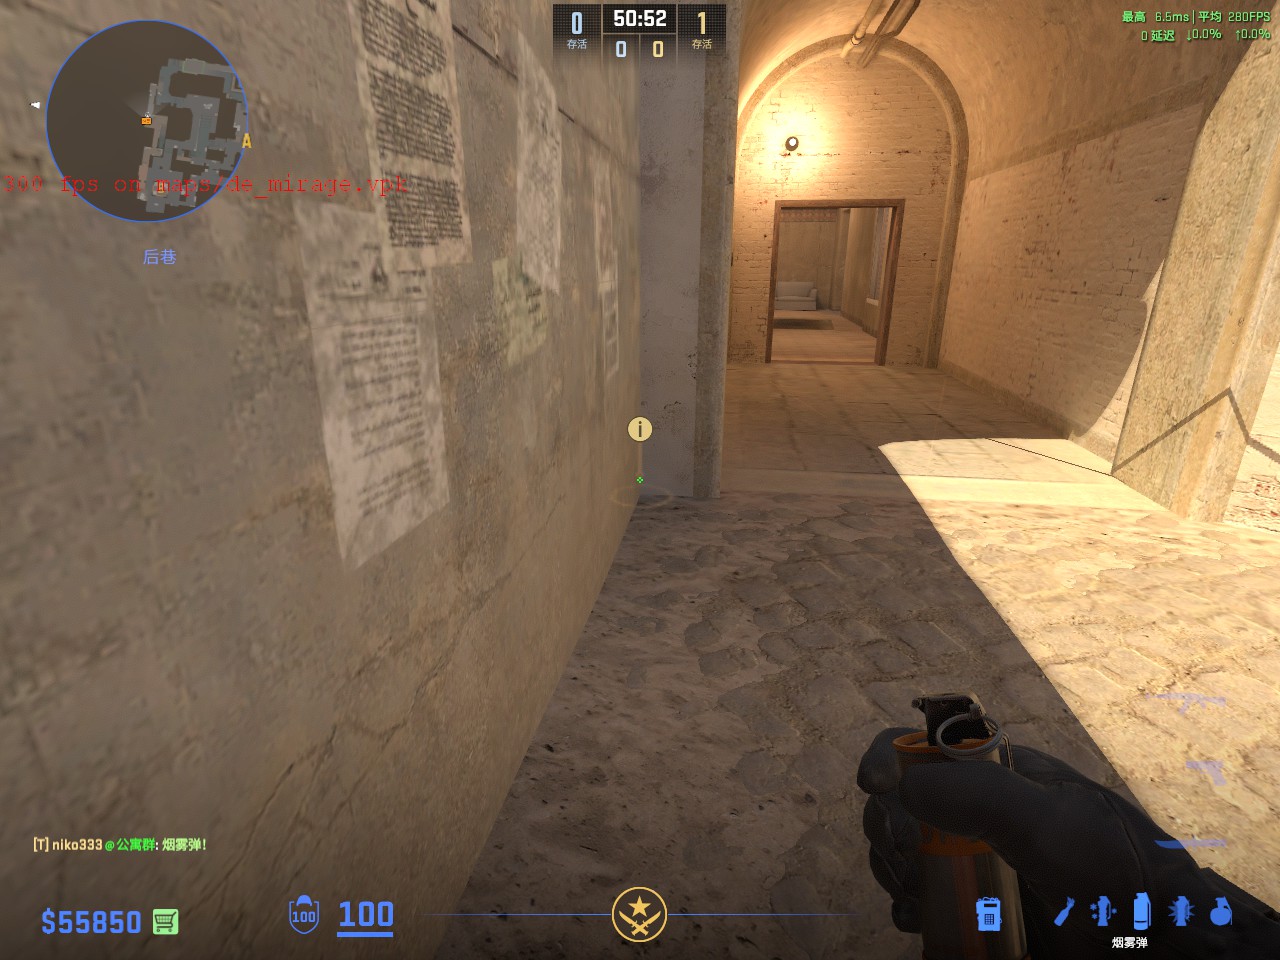 0
50:52
1
存活
0
0
存活
最高 6.5ms | 平均 280FPS
0 延迟 ↓0.0% ↑0.0%
A
300 fps on maps/de_mirage.vpk
后巷
i
[T] niko333@公寓群: 烟雾弹!
$55850
100
100
烟雾弹